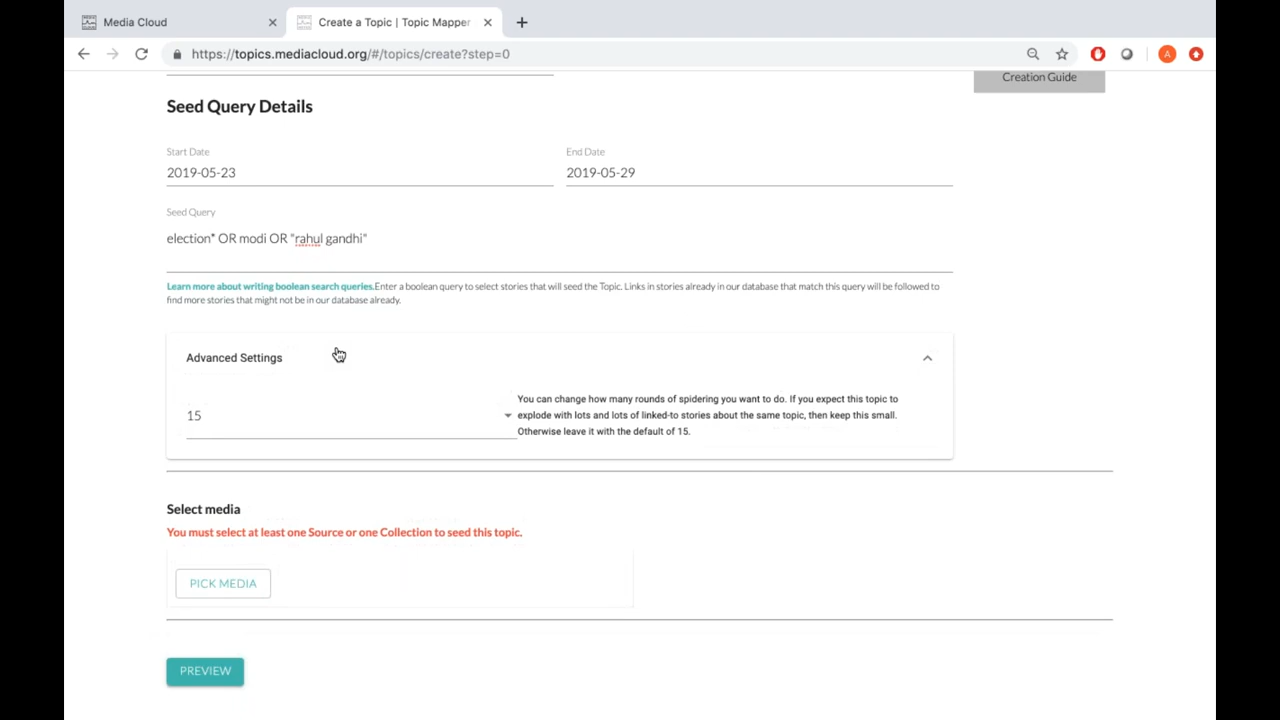 Media Cloud
Create a Topic | Topic Mapper
https://topics.mediacloud.org/#/topics/create?step=0
A
Creation Guide
Seed Query Details
Start Date
End Date
2019-05-23
2019-05-29
Seed Query
election* OR modi OR "rahul gandhi"
Learn more about writing boolean search queries.Enter a boolean query to select stories that will seed the Topic. Links in stories already in our database that match this query will be followed to
find more stories that might not be in our database already.
Advanced Settings
15
You can change how many rounds of spidering you want to do. If you expect this topic to
explode with lots and lots of linked-to stories about the same topic, then keep this small.
Otherwise leave it with the default of 15.
Select media
You must select at least one Source or one Collection to seed this topic.
PICK MEDIA
PREVIEW